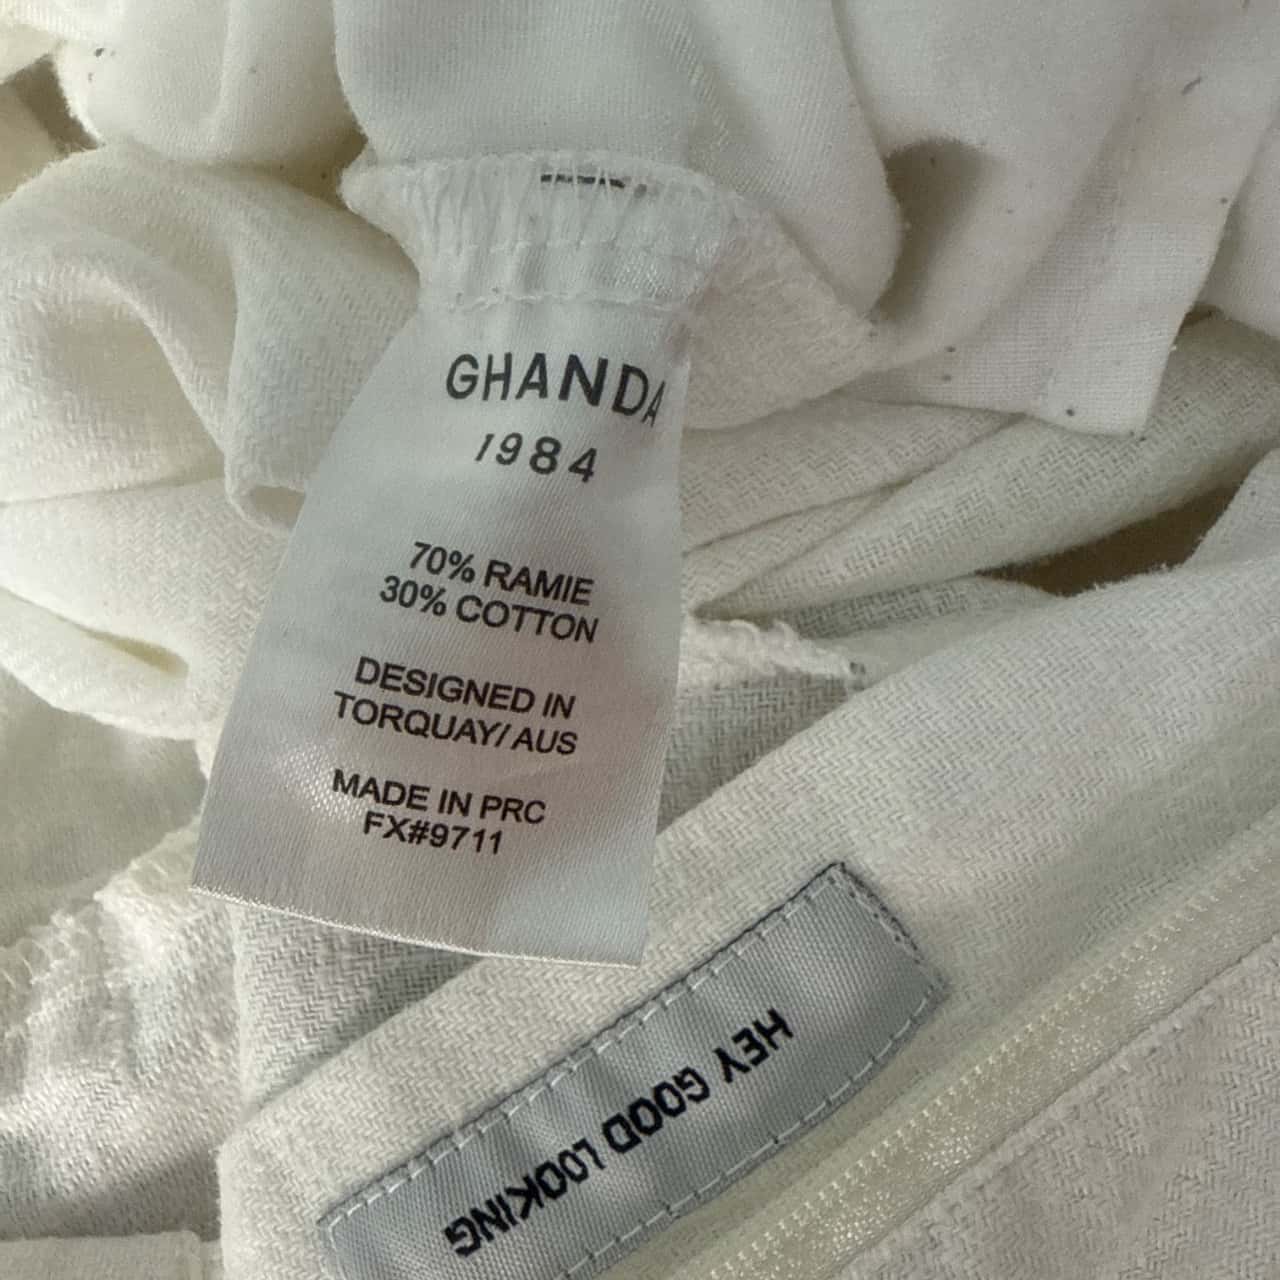 GHANDA
1984
70% RAMIE
30% COTTON
DESIGNED IN
TORQUAY/ AUS
MADE IN PRC
FX#9711
HEY GOOD LOOKING